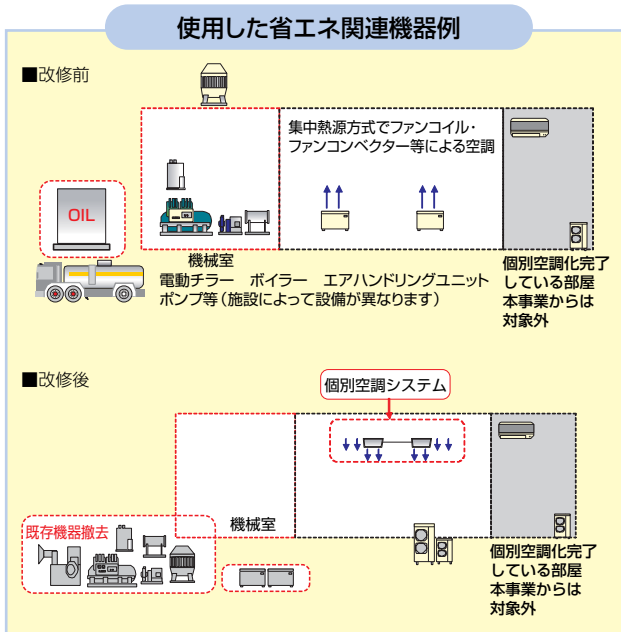 使用した省エネ関連機器例
■改修前
集中熱源方式でファンコイル・
ファンコンベクター等による空調
OIL
機械室
電動チラー　ボイラー　エアハンドリングユニット
ポンプ等（施設によって設備が異なります）
個別空調化完了
している部屋
本事業からは
対象外
■改修後
個別空調システム
既存機器撤去
機械室
個別空調化完了
している部屋
本事業からは
対象外